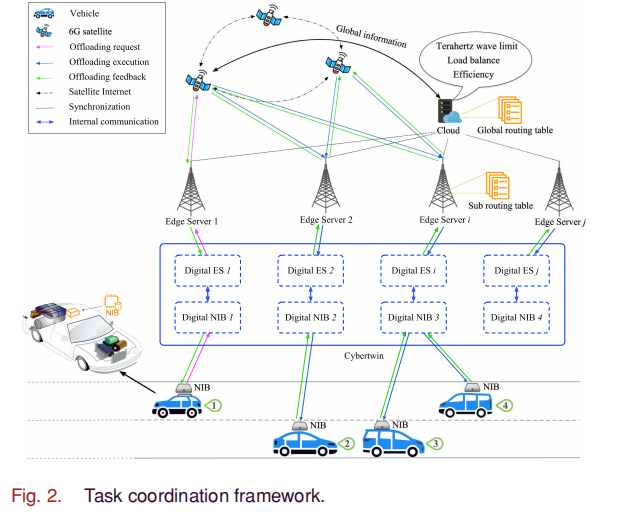 Vehicle
6G satellite
Offloading request
Offloading execution
Offloading feedback
Satellite Internet
Synchronization
Internal communication
Global information
Terahertz wave limit
Load balance
Efficiency
Cloud
Global routing table
Sub routing table
Edge Server 1
Edge Server 2
Edge Server i
Edge Server j
Digital ES 1
Digital ES 2
Digital ES i
Digital ES j
Digital NIB 1
Digital NIB 2
Digital NIB 3
Digital NIB 4
Cybertwin
NIB
NIB
1
NIB
4
NIB
2
NIB
3
Fig. 2. Task coordination framework.